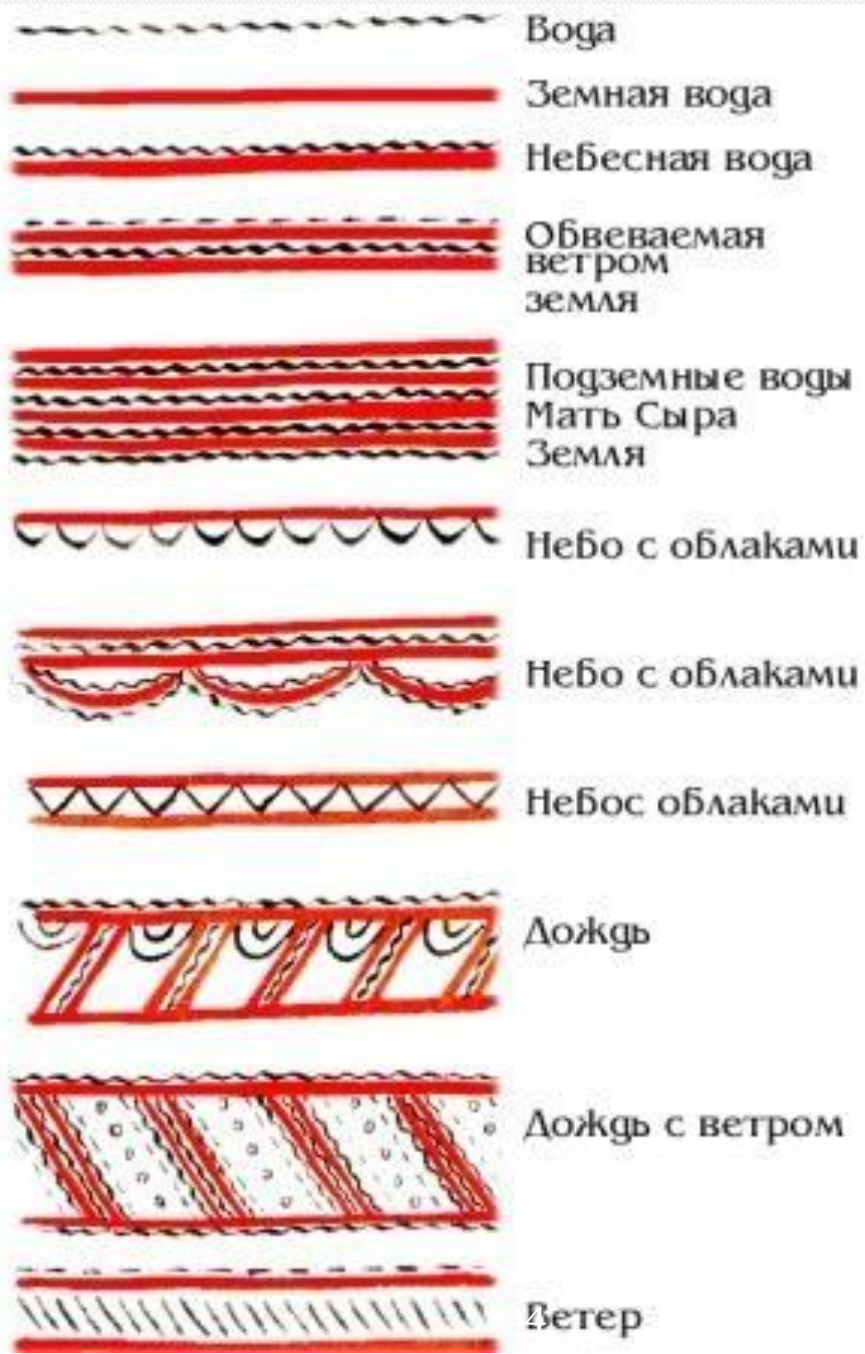 Вода
Земная вода
Небесная вода
Обвеваемая
ветром
земля
Подземные воды
Мать Сыра
Земля
Небо с облаками
Небо с облаками
Небос облаками
Дождь
Дождь с ветром
Ветер
4